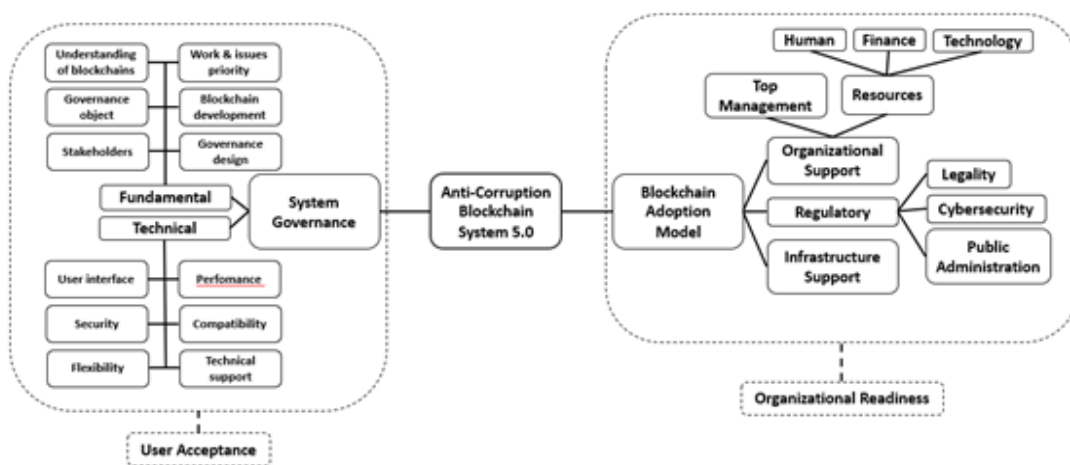 Understanding
of blockchains
Work & issues
priority
Governance
object
Blockchain
development
Stakeholders
Governance
design
Fundamental
Technical
System
Governance
User interface
Perfomance
Security
Compatibility
Flexibility
Technical
support
User Acceptance
Anti-Corruption
Blockchain
System 5.0
Blockchain
Adoption
Model
Human
Finance
Technology
Top
Management
Resources
Organizational
Support
Regulatory
Infrastructure
Support
Legality
Cybersecurity
Public
Administration
Organizational Readiness